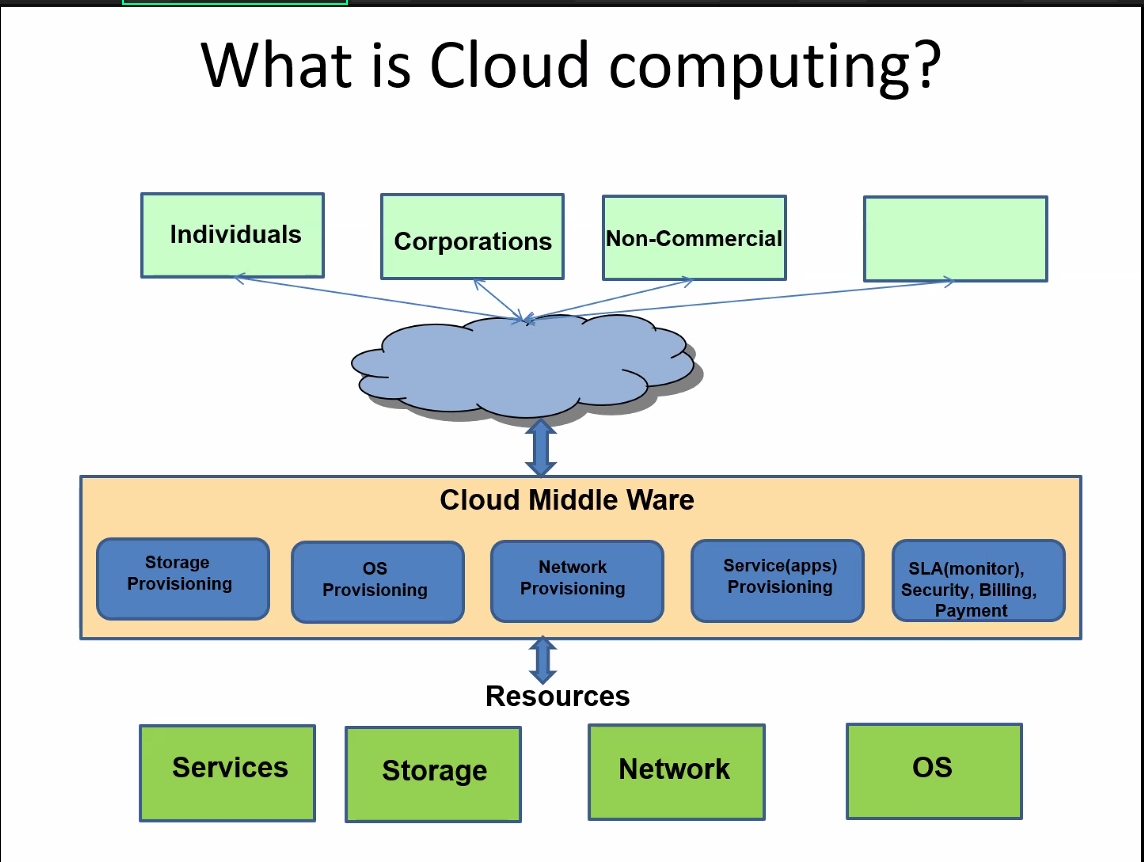 What is Cloud computing?
Individuals
Corporations
Non-Commercial
Cloud Middle Ware
Storage
Provisioning
OS
Provisioning
Network
Provisioning
Service(apps)
Provisioning
SLA(monitor),
Security, Billing,
Payment
Resources
Services
Storage
Network
OS